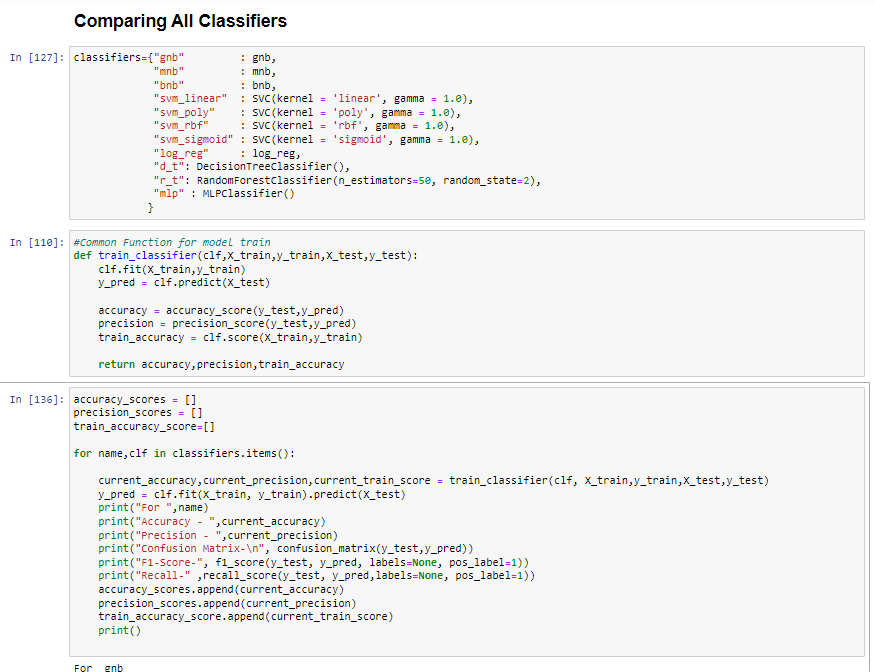 Comparing All Classifiers
In [127]: classifiers={"gnb" : gnb,
"mnb" : mnb,
"bnb" : bnb,
"svm_linear" : SVC(kernel = 'linear', gamma = 1.0),
"svm_poly" : SVC(kernel = 'poly', gamma = 1.0),
"svm_rbf" : SVC(kernel = 'rbf', gamma = 1.0),
"svm_sigmoid" : SVC(kernel = 'sigmoid', gamma = 1.0),
"log_reg" : log_reg,
"d_t": DecisionTreeClassifier(),
"r_t": RandomForestClassifier(n_estimators=50, random_state=2),
"mlp" : MLPClassifier()
}
In [110]: #Common Function for model train
def train_classifier(clf,X_train,y_train,X_test,y_test):
clf.fit(X_train,y_train)
y_pred = clf.predict(X_test)
accuracy = accuracy_score(y_test,y_pred)
precision = precision_score(y_test,y_pred)
train_accuracy = clf.score(X_train,y_train)
return accuracy,precision,train_accuracy
In [136]: accuracy_scores = []
precision_scores = []
train_accuracy_score=[]
for name,clf in classifiers.items():
current_accuracy,current_precision,current_train_score = train_classifier(clf, X_train,y_train,X_test,y_test)
y_pred = clf.fit(X_train, y_train).predict(X_test)
print("For ",name)
print("Accuracy - ",current_accuracy)
print("Precision - ",current_precision)
print("Confusion Matrix-\n", confusion_matrix(y_test,y_pred))
print("F1-Score-", f1_score(y_test, y_pred, labels=None, pos_label=1))
print("Recall-" ,recall_score(y_test, y_pred,labels=None, pos_label=1))
accuracy_scores.append(current_accuracy)
precision_scores.append(current_precision)
train_accuracy_score.append(current_train_score)
print()
For gnb